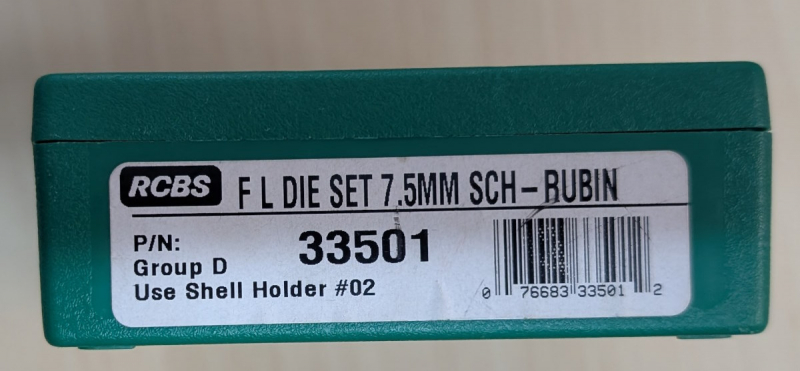 RCBS F L DIE SET 7.5MM SCH-RUBIN
P/N: 33501
Group D
Use Shell Holder #02
0 76683 33501 2